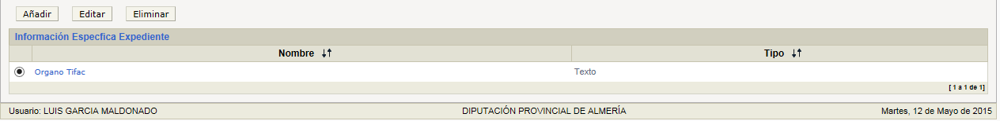 Añadir Editar Eliminar
Información Especfica Expediente
Nombre Tipo
Organo Tifac Texto
[ 1 a 1 de 1]
Usuario: LUIS GARCIA MALDONADO DIPUTACIÓN PROVINCIAL DE ALMERÍA Martes, 12 de Mayo de 2015